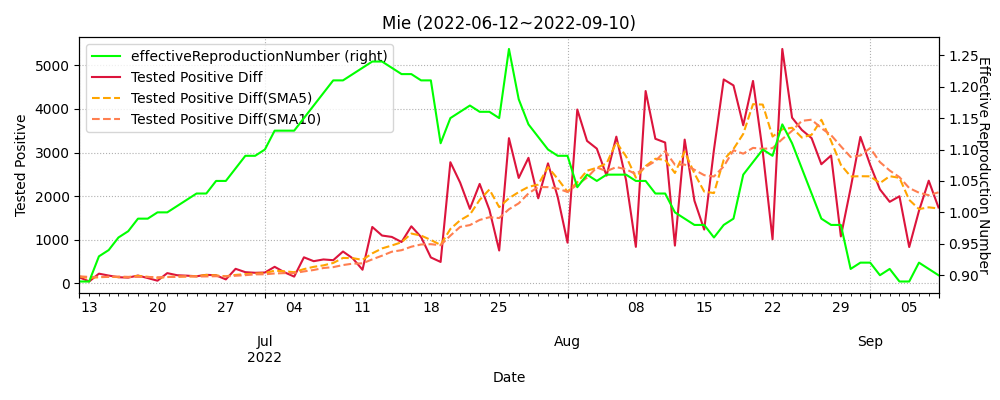 Mie (2022-06-12~2022-09-10)
effectiveReproductionNumber (right)
Tested Positive Diff
Tested Positive Diff(SMA5)
Tested Positive Diff(SMA10)
Tested Positive
5000
4000
3000
2000
1000
0
Effective Reproduction Number
1.25
1.20
1.15
1.10
1.05
1.00
0.95
0.90
13 20 27 04 11 18 25 08 15 22 29 05
Jul Aug Sep
2022
Date